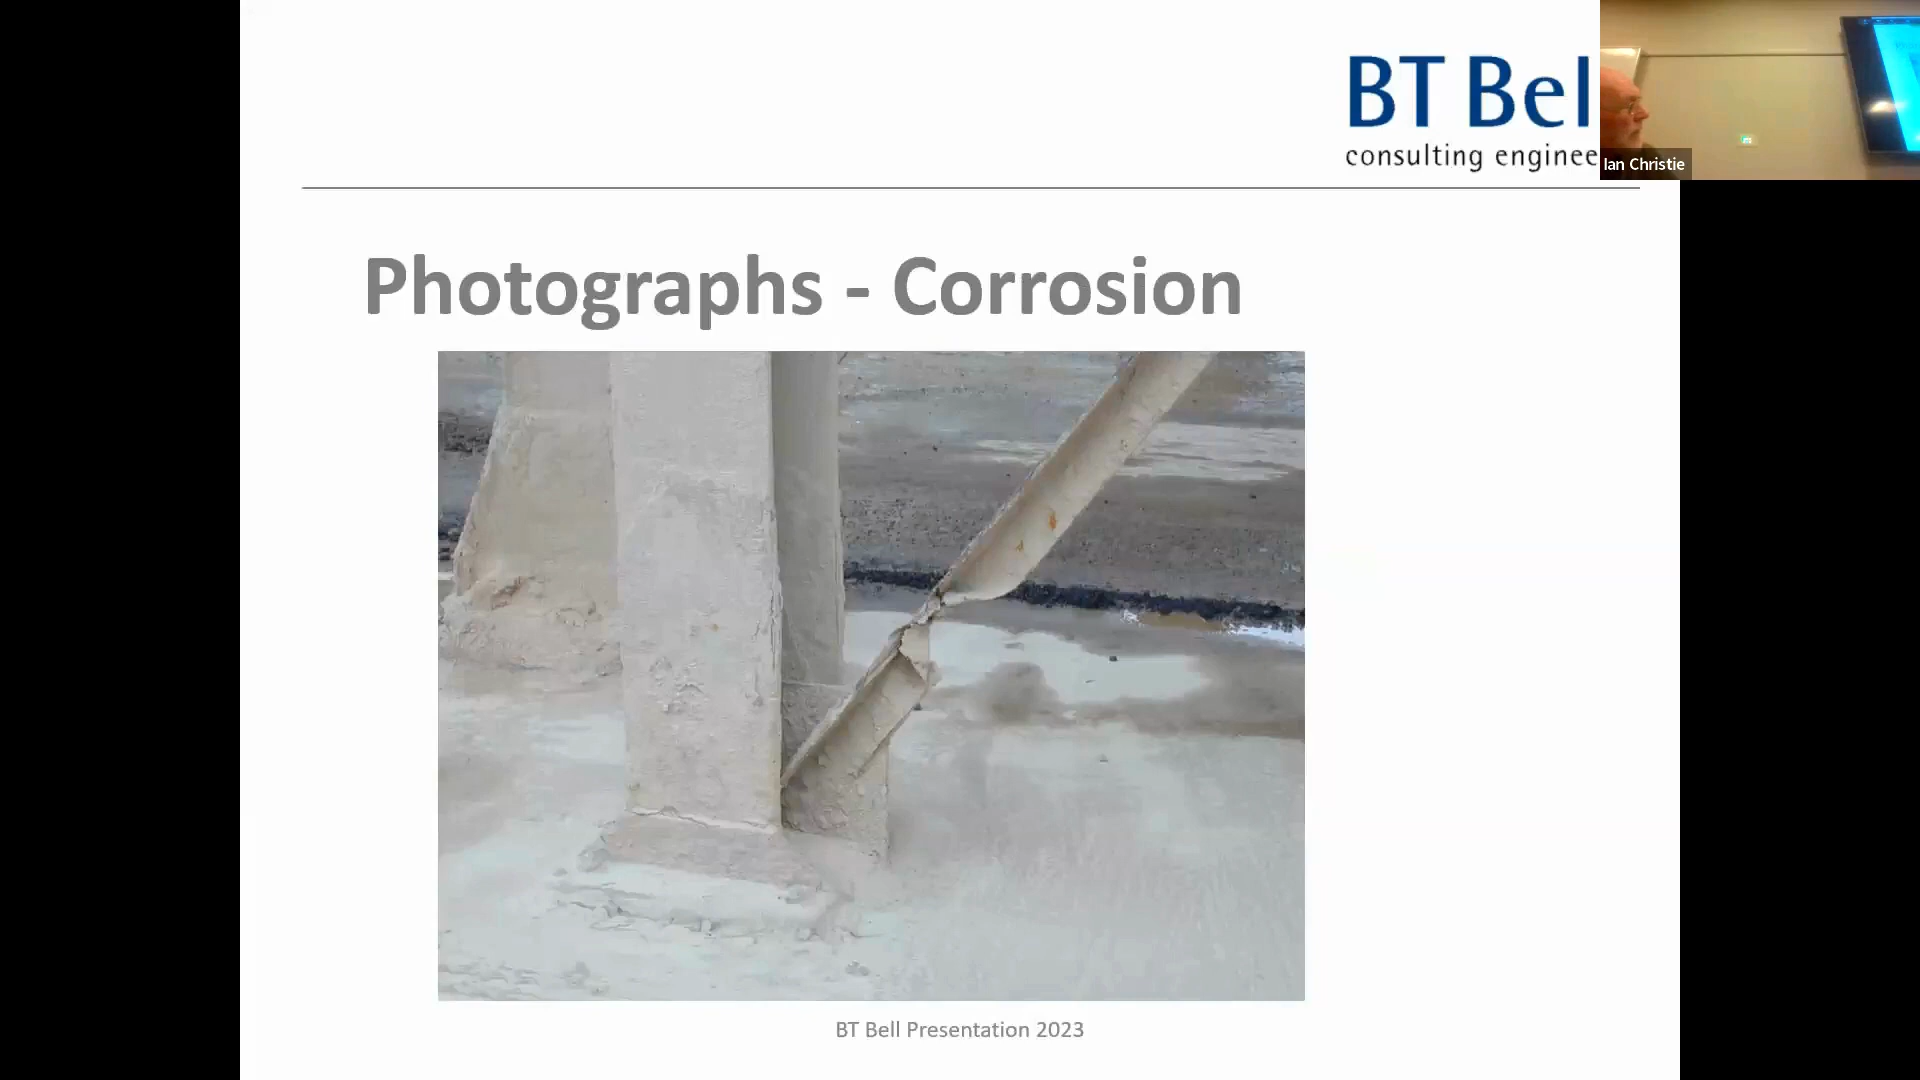 BT Bel
consulting enginee
Ian Christie
Photographs - Corrosion
BT Bell Presentation 2023